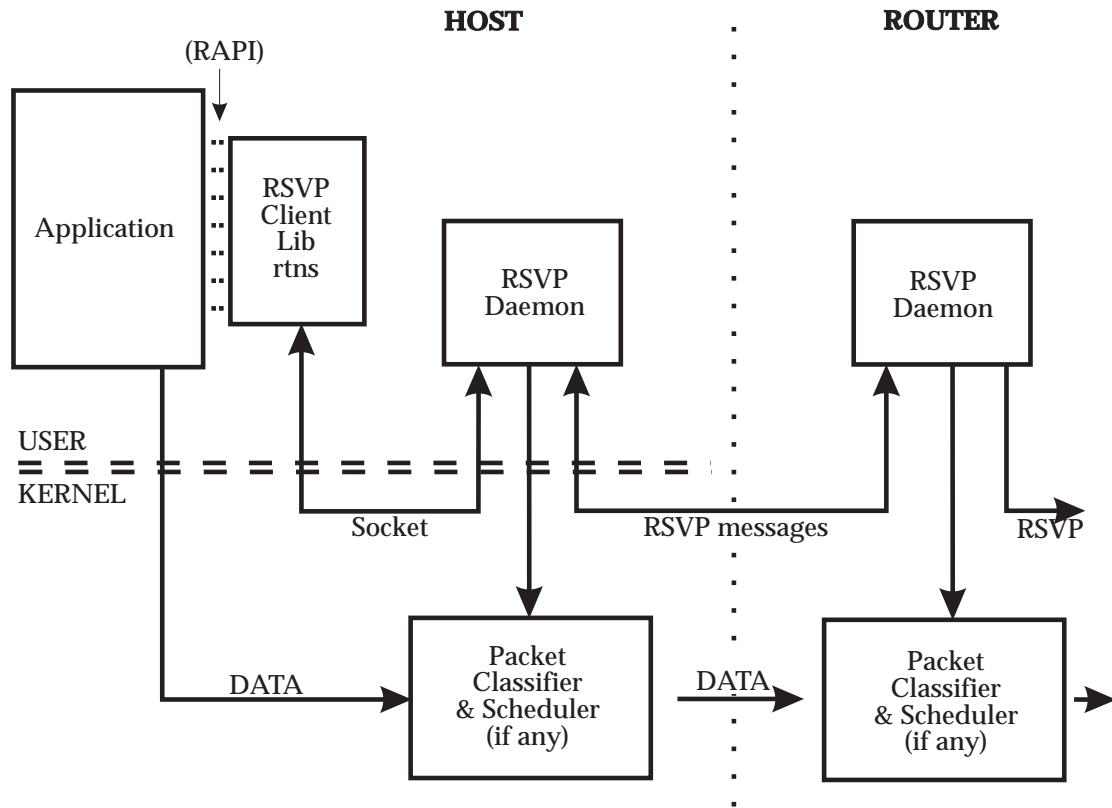 HOST
ROUTER
(RAPI)
Application
RSVP
Client
Lib
rtns
RSVP
Daemon
RSVP
Daemon
USER
KERNEL
Socket
RSVP messages
RSVP
DATA
Packet
Classifier
& Scheduler
(if any)
DATA
Packet
Classifier
& Scheduler
(if any)